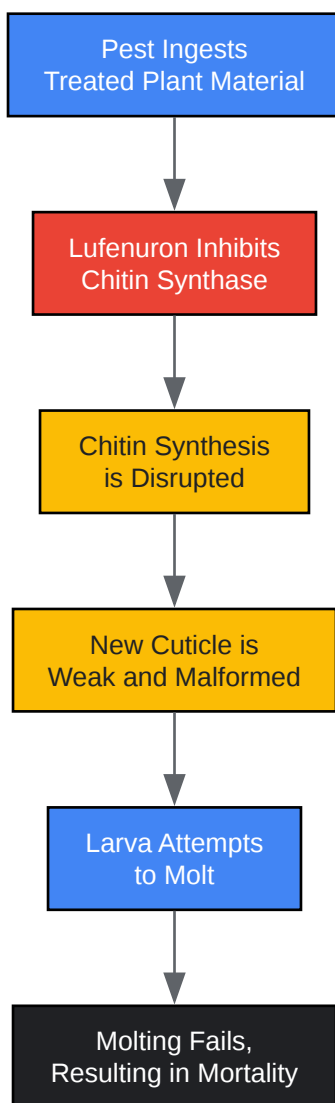 Pest Ingests
Treated Plant Material
Lufenuron Inhibits
Chitin Synthase
Chitin Synthesis
is Disrupted
New Cuticle is
Weak and Malformed
Larva Attempts
to Molt
Molting Fails,
Resulting in Mortality